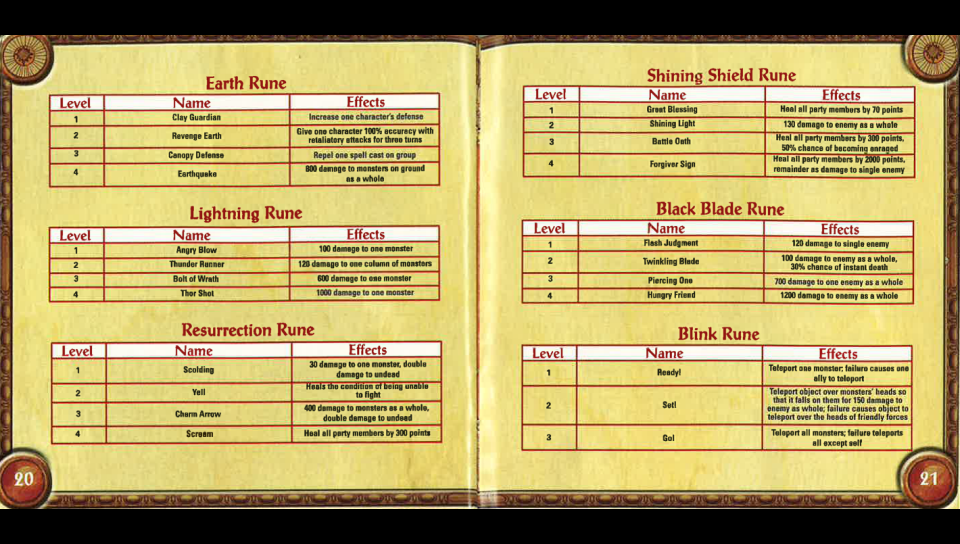 Earth Rune
Level Name Effects
1 Clay Guardian Increase one character's defense
2 Revenge Earth Give one character 100% accuracy with
retaliatory attacks for three turns
3 Canopy Defense Repel one spell cast on group
4 Earthquake 800 damage to monsters on ground
as a whole
Lightning Rune
Level Name Effects
1 Angry Blow 100 damage to one monster
2 Thunder Runner 120 damage to one column of monsters
3 Bolt of Wrath 600 damage to one monster
4 Thor Shot 1000 damage to one monster
Resurrection Rune
Level Name Effects
1 Scolding 30 damage to one monster, double
damage to undead
2 Yell Heals the condition of being unable
to fight
3 Charm Arrow 400 damage to monsters as a whole,
double damage to undead
4 Scream Heal all party members by 300 points
20
Shining Shield Rune
Level Name Effects
1 Great Blessing Heal all party members by 70 points
2 Shining Light 130 damage to enemy as a whole
3 Battle Oath Heal all party members by 300 points,
50% chance of becoming enraged
4 Forgiver Sign Heal all party members by 2000 points,
remainder as damage to single enemy
Black Blade Rune
Level Name Effects
1 Flash Judgment 120 damage to single enemy
2 Twinkling Blade 100 damage to enemy as a whole,
30% chance of instant death
3 Piercing One 700 damage to one enemy as a whole
4 Hungry Friend 1200 damage to enemy as a whole
Blink Rune
Level Name Effects
1 Ready! Teleport one monster; failure causes one
ally to teleport
2 Set! Teleport object over monsters' heads so
that it falls on them for 150 damage to
enemy as whole; failure causes object to
teleport over the heads of friendly forces
3 Go! Teleport all monsters; failure teleports
all except self
21